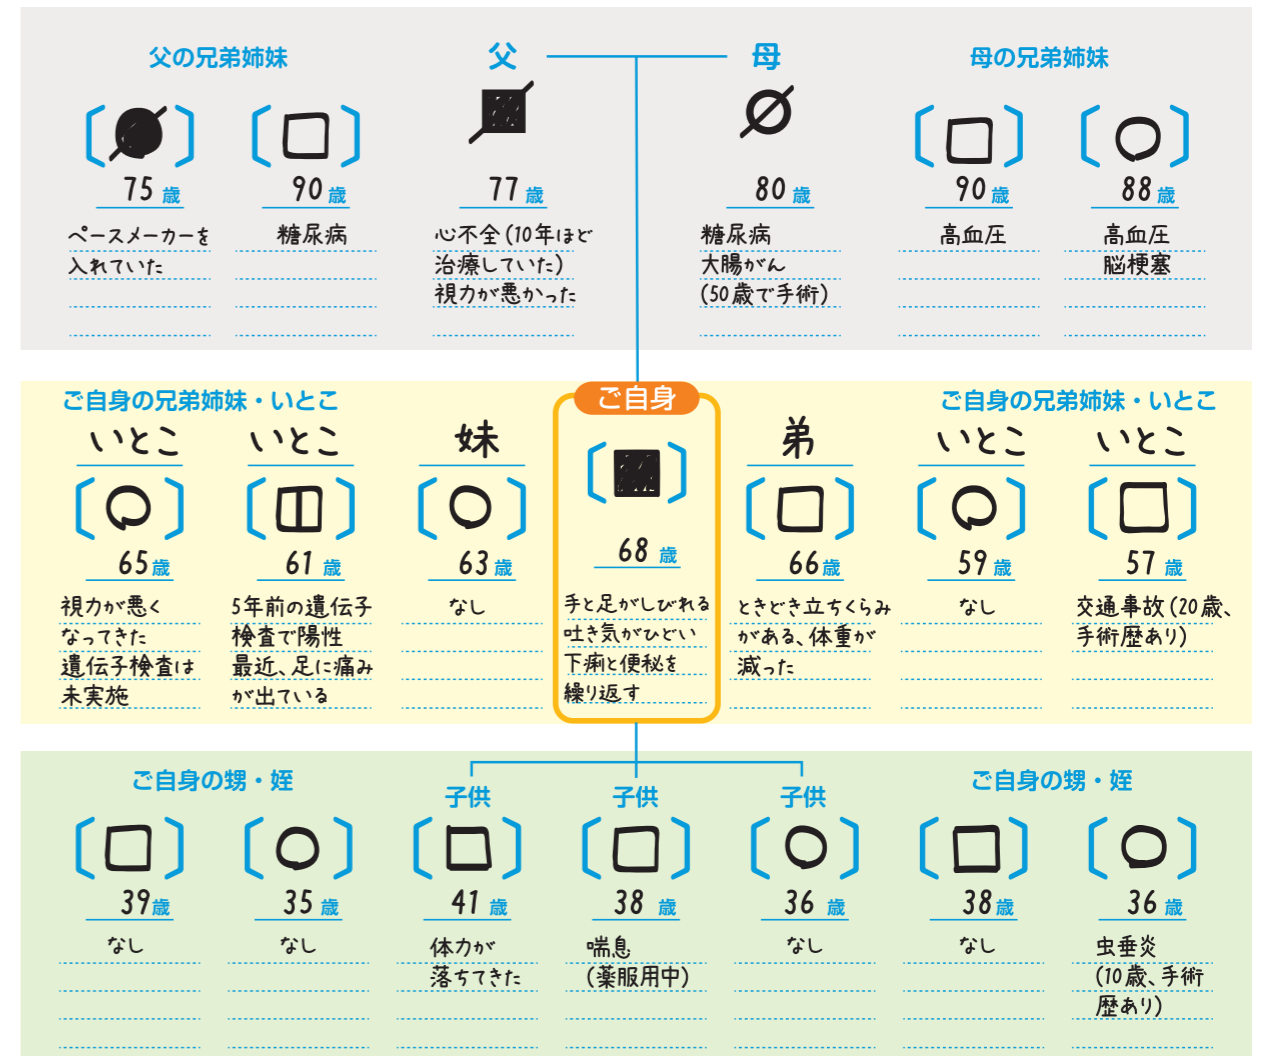 父の兄弟姉妹
父
母
母の兄弟姉妹
75歳
90歳
77歳
80歳
90歳
88歳
ペースメーカーを
入れていた
糖尿病
心不全(10年ほど
治療していた)
視力が悪かった
糖尿病
大腸がん
(50歳で手術)
高血圧
高血圧
脳梗塞
ご自身の兄弟姉妹・いとこ
ご自身
ご自身の兄弟姉妹・いとこ
いとこ
いとこ
妹
弟
いとこ
いとこ
65歳
61歳
63歳
68歳
66歳
59歳
57歳
視力が悪く
なってきた
遺伝子検査は
未実施
5年前の遺伝子
検査で陽性
最近、足に痛み
が出ている
なし
手と足がしびれる
吐き気がひどい
下痢と便秘を
繰り返す
ときどき立ちくらみ
がある、体重が
減った
なし
交通事故(20歳、
手術歴あり)
ご自身の甥・姪
子供
子供
子供
ご自身の甥・姪
39歳
35歳
41歳
38歳
36歳
38歳
36歳
なし
なし
体力が
落ちてきた
喘息
(薬服用中)
なし
なし
虫垂炎
(10歳、手術
歴あり)